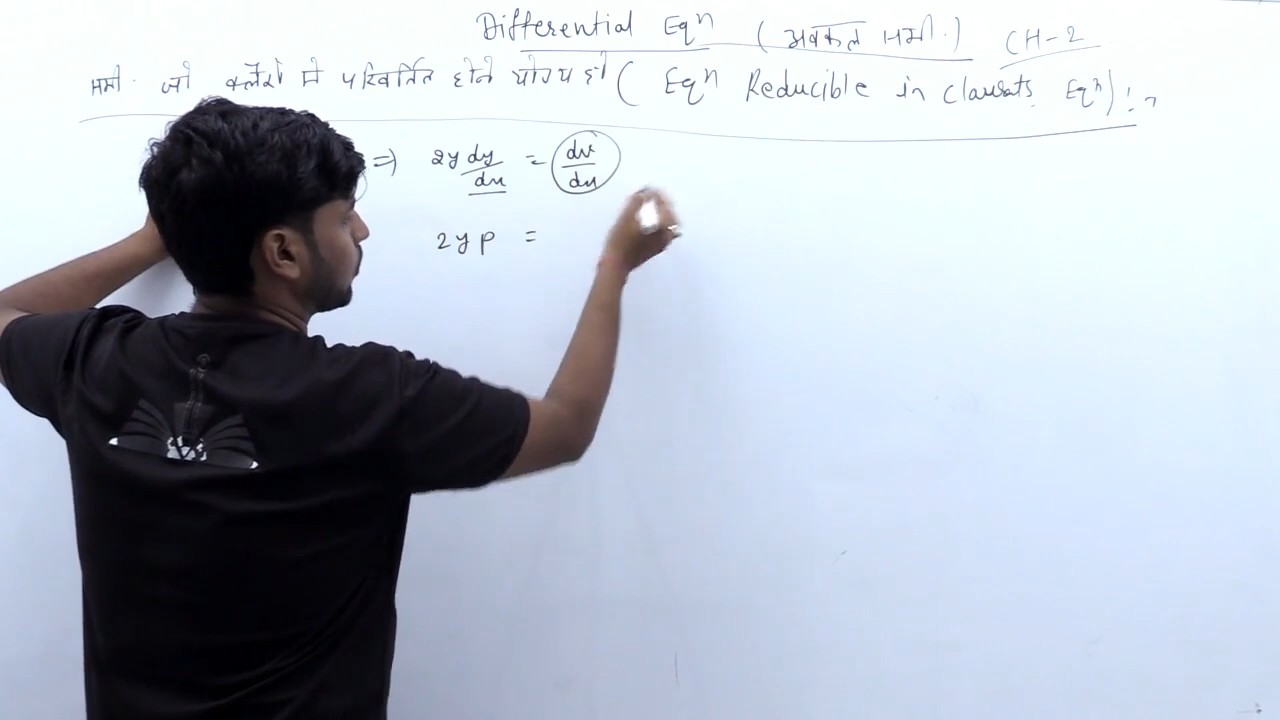 Differential Eqⁿ (अवकल समी.) CH-2
समी. जो क्लैरो में परिवर्तित होने योग्य हो (Eqⁿ Reducible in claurats Eqⁿ) :-
=) 2y dy/dx = dv/dx
2yp =